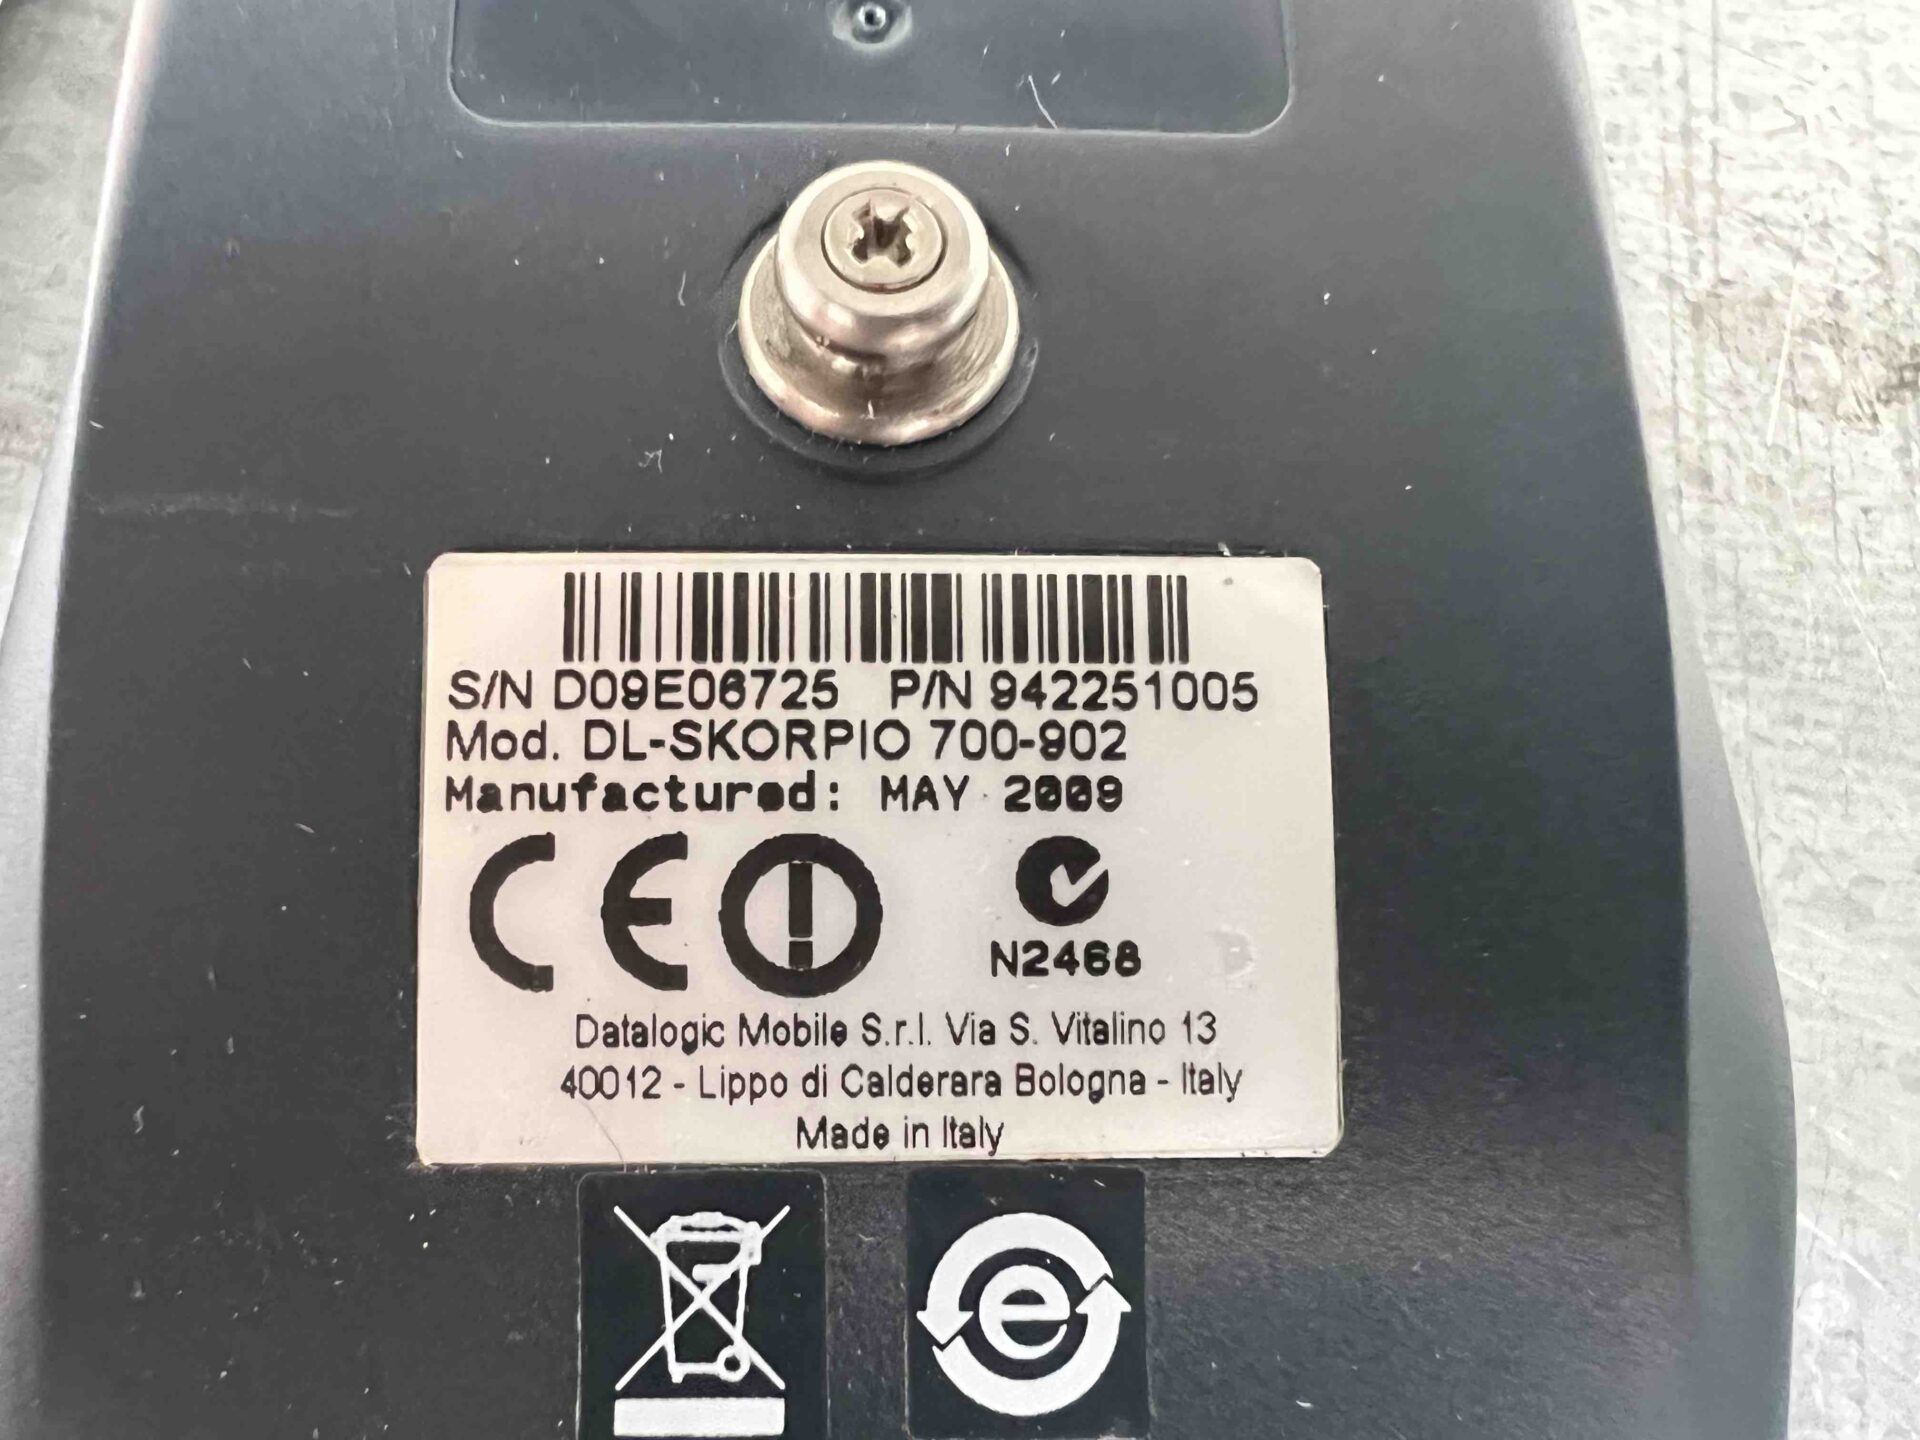 S/N D09E06725 P/N 942251005
Mod. DL-SKORPIO 700-902
Manufactured: MAY 2009
CE
N2468
Datalogic Mobile S.r.l. Via S. Vitalino 13
40012 - Lippo di Calderara Bologna - Italy
Made in Italy
e